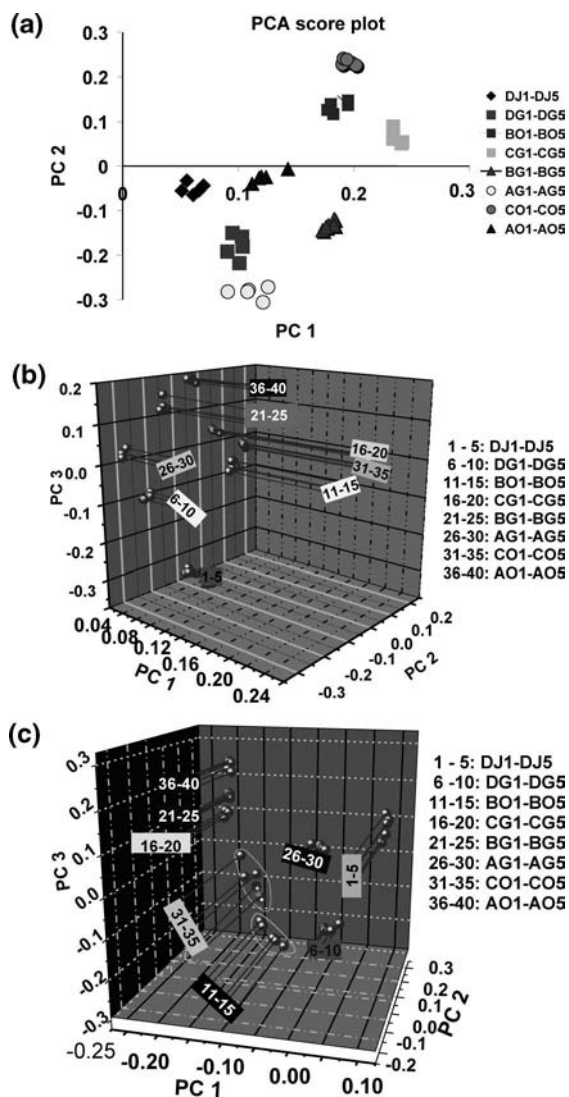 (a)
PCA score plot
0.3
0.2
0.1
0
-0.1
-0.2
-0.3
PC 2
0
0.1
0.2
0.3
PC 1
DJ1-DJ5
DG1-DG5
BO1-BO5
CG1-CG5
BG1-BG5
AG1-AG5
CO1-CO5
AO1-AO5
(b)
0.2
0.1
0.0
-0.1
-0.2
-0.3
PC 3
36-40
21-25
16-20
31-35
26-30
11-15
6-10
1-5
0.04
0.08
0.12
0.16
0.20
0.24
PC 1
-0.3
-0.2
-0.1
0.0
0.1
0.2
PC 2
1 - 5: DJ1-DJ5
6 -10: DG1-DG5
11-15: BO1-BO5
16-20: CG1-CG5
21-25: BG1-BG5
26-30: AG1-AG5
31-35: CO1-CO5
36-40: AO1-AO5
(c)
0.3
0.2
0.1
0.0
-0.1
-0.2
-0.3
PC 3
36-40
21-25
16-20
26-30
1-5
31-35
6-10
11-15
-0.25
-0.20
-0.10
0.00
0.10
PC 1
0.3
0.2
0.1
0.0
-0.1
-0.2
PC 2
1 - 5: DJ1-DJ5
6 -10: DG1-DG5
11-15: BO1-BO5
16-20: CG1-CG5
21-25: BG1-BG5
26-30: AG1-AG5
31-35: CO1-CO5
36-40: AO1-AO5